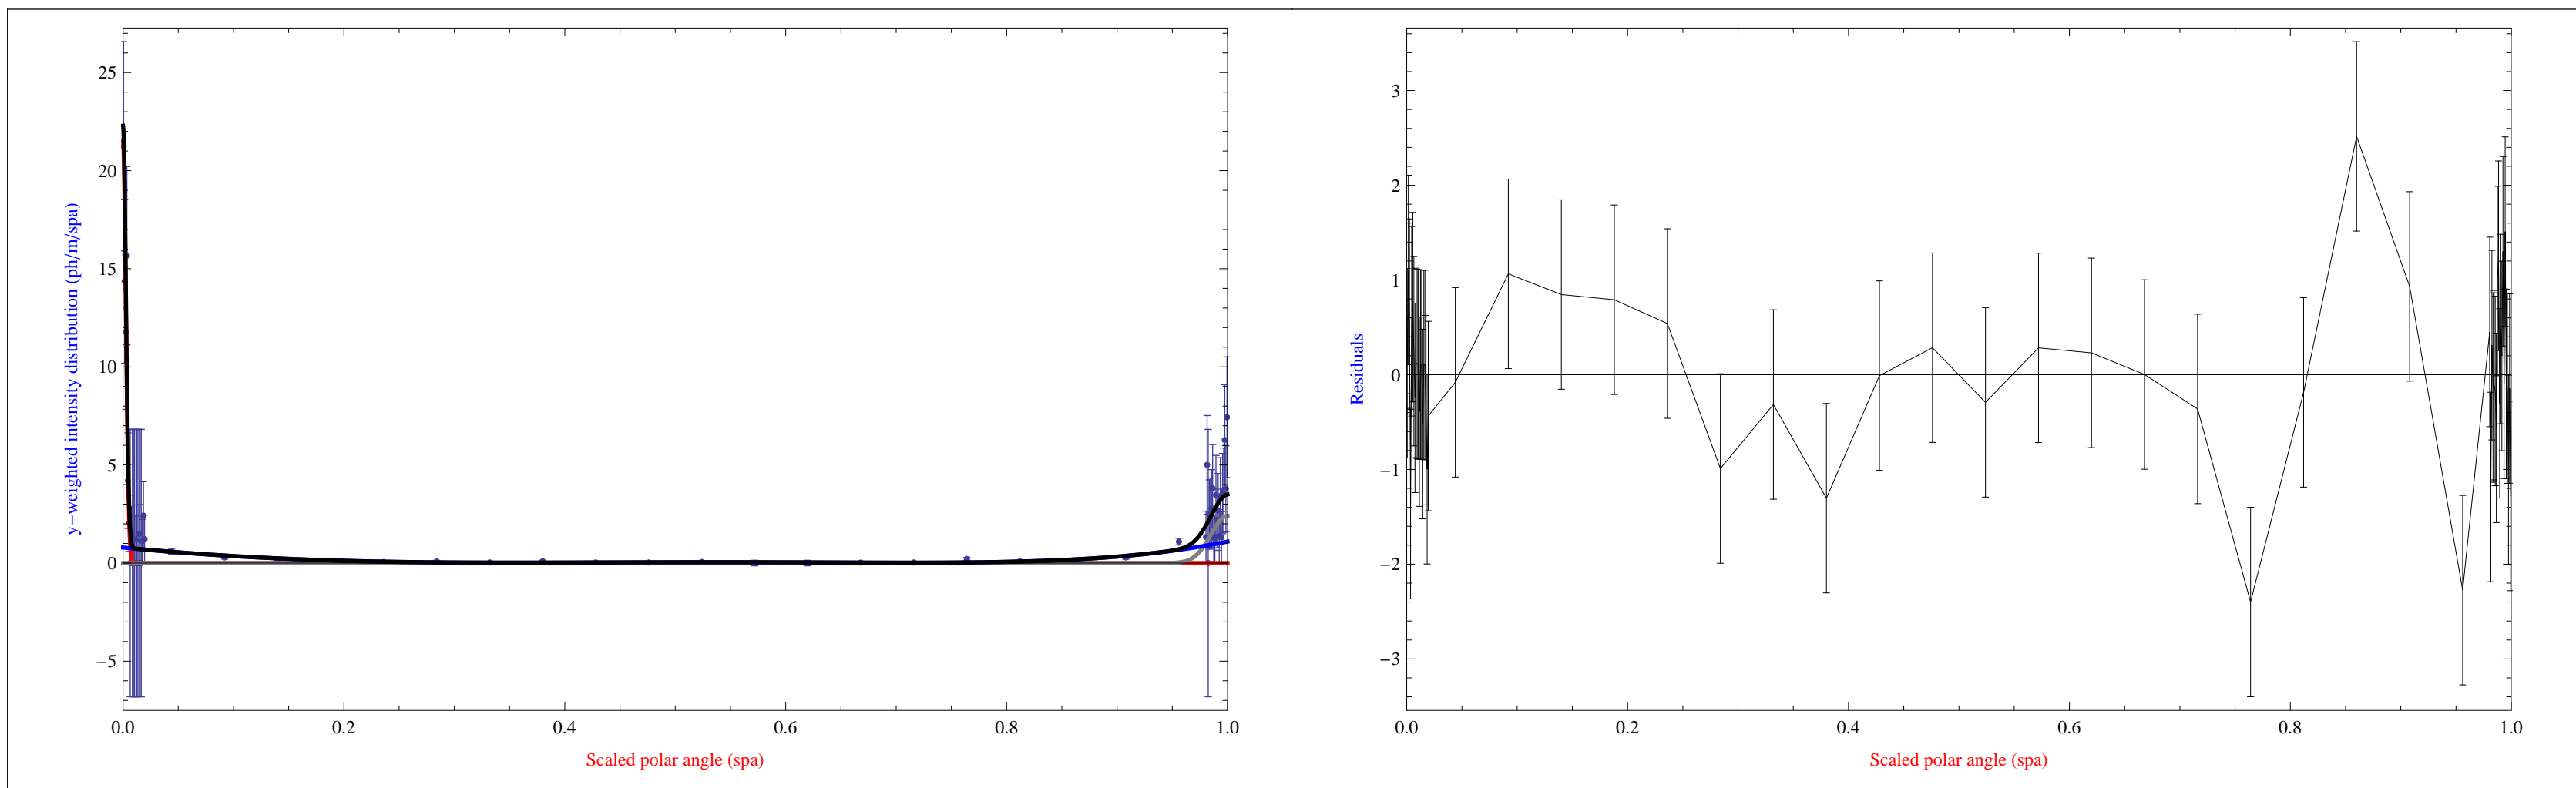 25
20
15
10
5
0
−5
0.0 0.2 0.4 0.6 0.8 1.0
y−weighted intensity distribution (ph/m/spa)
Scaled polar angle (spa)
3
2
1
0
−1
−2
−3
0.0 0.2 0.4 0.6 0.8 1.0
Residuals
Scaled polar angle (spa)